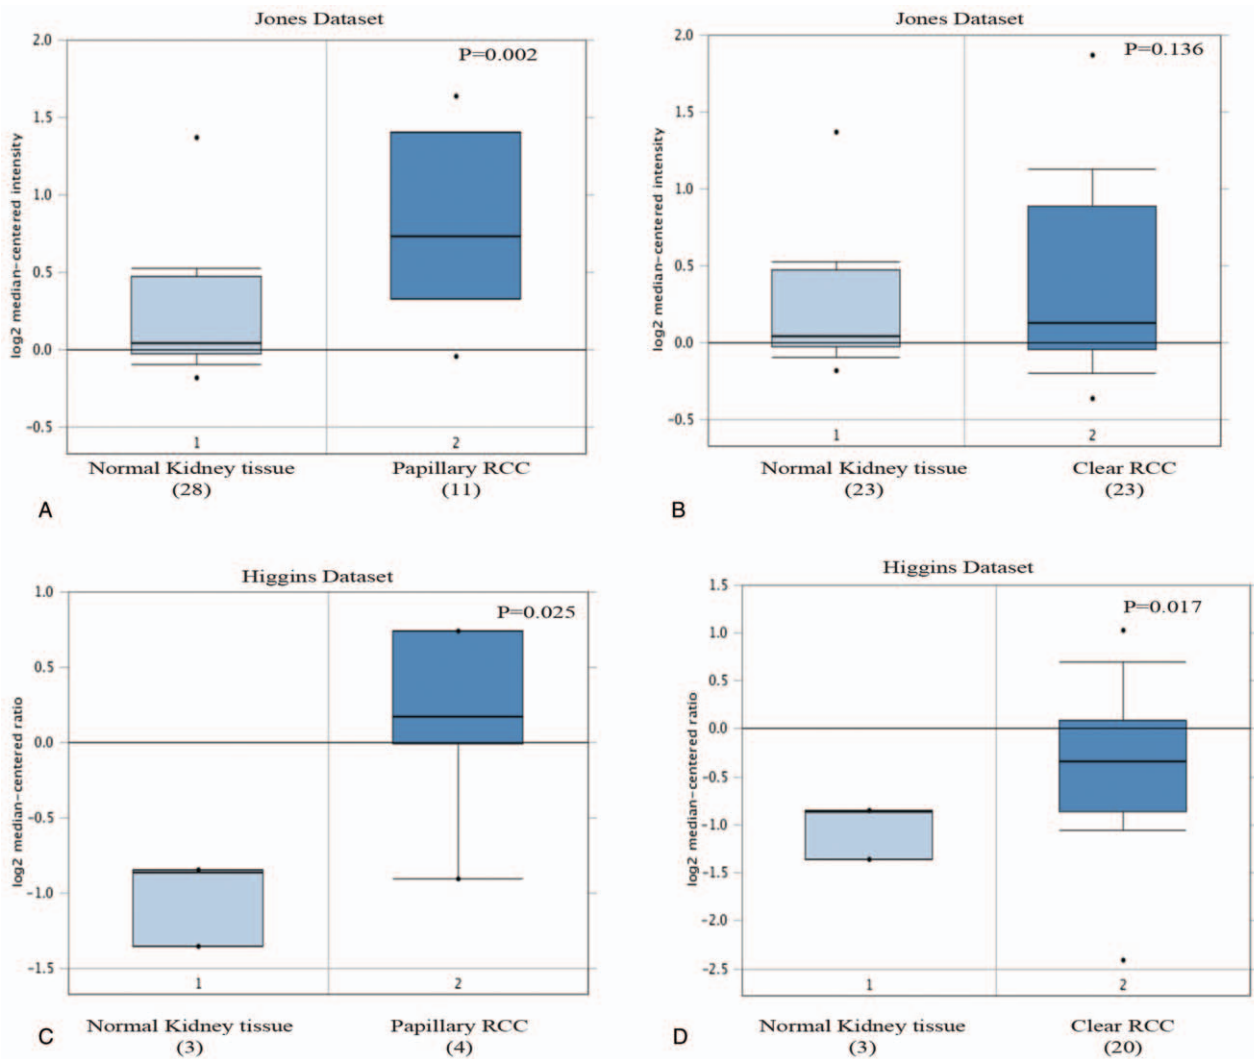 Jones Dataset
P=0.002
log2 median-centered intensity
2.0
1.5
1.0
0.5
0.0
-0.5
1
2
Normal Kidney tissue
(28)
Papillary RCC
(11)
A
Jones Dataset
P=0.136
log2 median-centered intensity
2.0
1.5
1.0
0.5
0.0
-0.5
1
2
Normal Kidney tissue
(23)
Clear RCC
(23)
B
Higgins Dataset
P=0.025
log2 median-centered ratio
1.0
0.5
0.0
-0.5
-1.0
-1.5
1
2
Normal Kidney tissue
(3)
Papillary RCC
(4)
C
Higgins Dataset
P=0.017
log2 median-centered ratio
1.5
1.0
0.5
0.0
-0.5
-1.0
-1.5
-2.0
-2.5
1
2
Normal Kidney tissue
(3)
Clear RCC
(20)
D